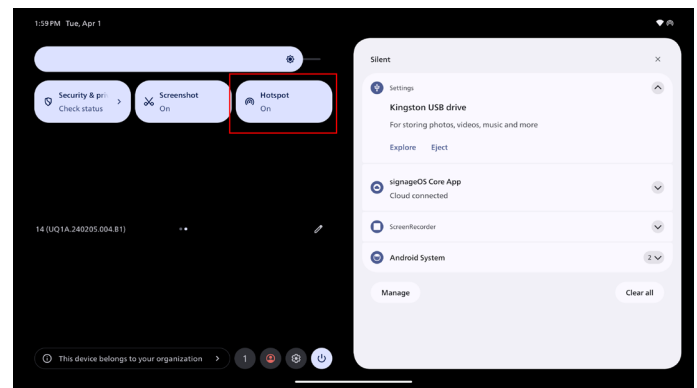 1:59 PM Tue, Apr 1
Security & pri
Check status
Screenshot
On
Hotspot
On
14 (UQ1A.240205.004.B1)
This device belongs to your organization
1
Silent
Settings
Kingston USB drive
For storing photos, videos, music and more
Explore Eject
signageOS Core App
Cloud connected
ScreenRecorder
Android System
2
Manage
Clear all